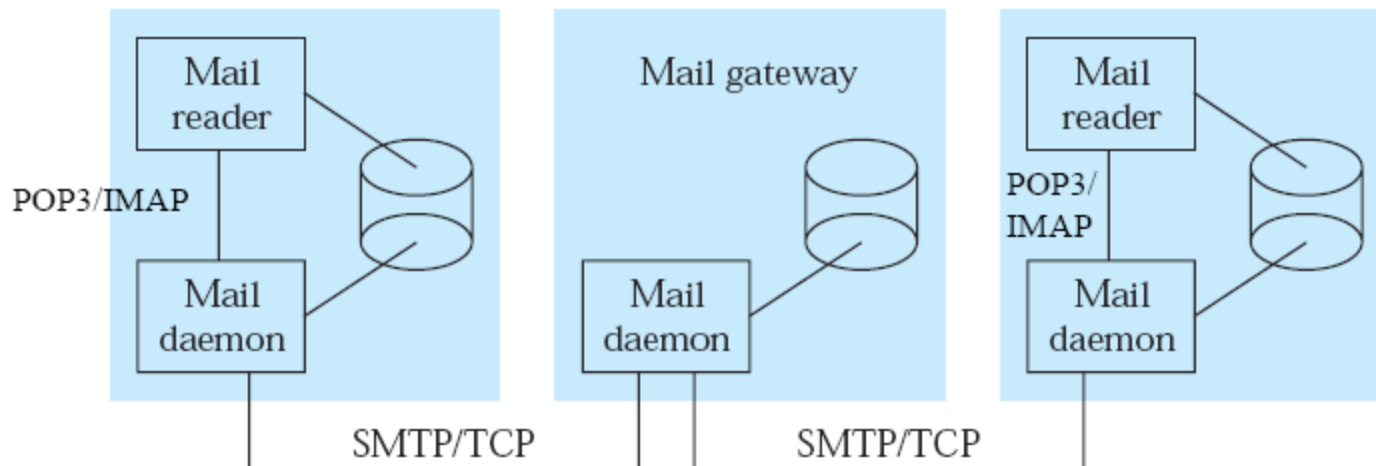 Mail
reader
POP3/IMAP
Mail
daemon
Mail gateway
Mail
daemon
Mail
reader
POP3/
IMAP
Mail
daemon
SMTP/TCP
SMTP/TCP